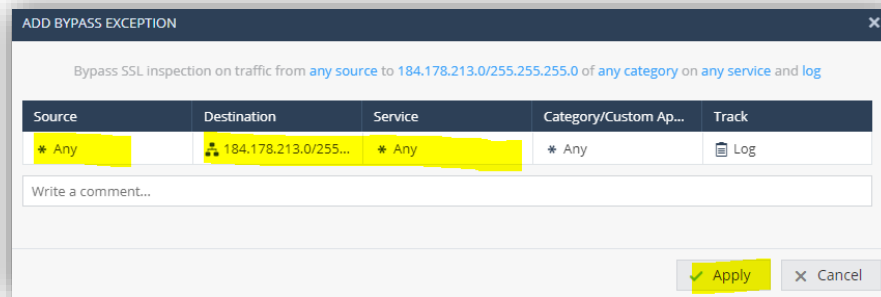 ADD BYPASS EXCEPTION
Bypass SSL inspection on traffic from any source to 184.178.213.0/255.255.255.0 of any category on any service and log
Source Destination Service Category/Custom Ap... Track
* Any 184.178.213.0/255... * Any * Any Log
Write a comment...
Apply Cancel